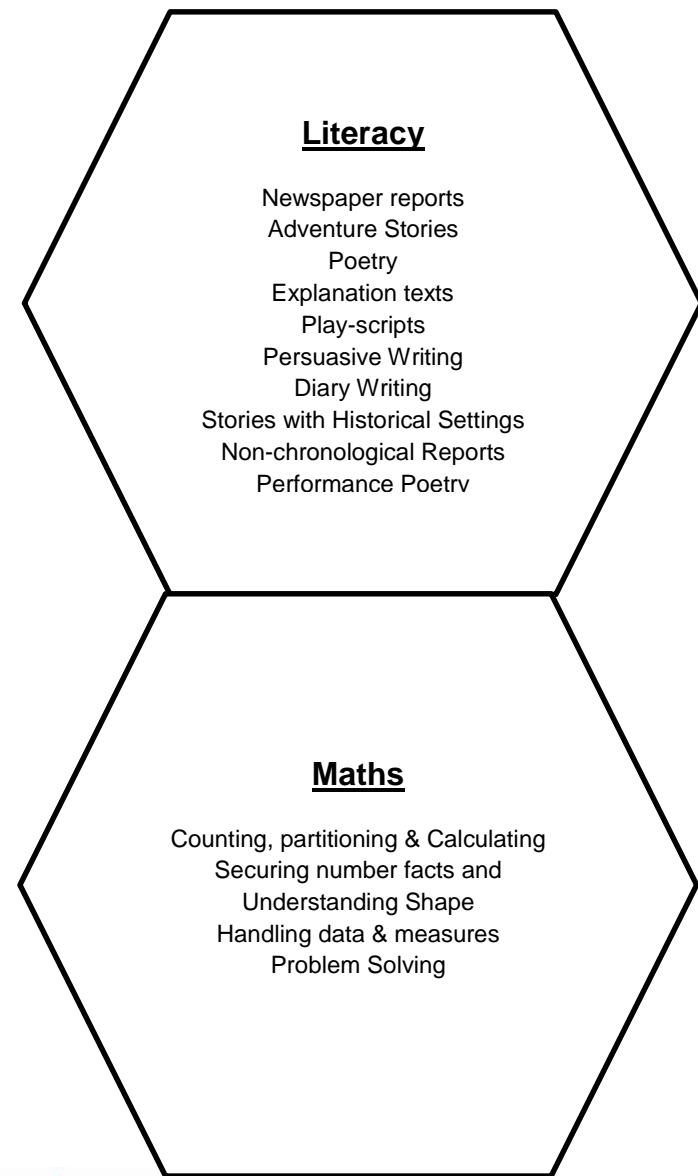 Literacy
Newspaper reports
Adventure Stories
Poetry
Explanation texts
Play-scripts
Persuasive Writing
Diary Writing
Stories with Historical Settings
Non-chronological Reports
Performance Poetry
Maths
Counting, partitioning & Calculating
Securing number facts and
Understanding Shape
Handling data & measures
Problem Solving